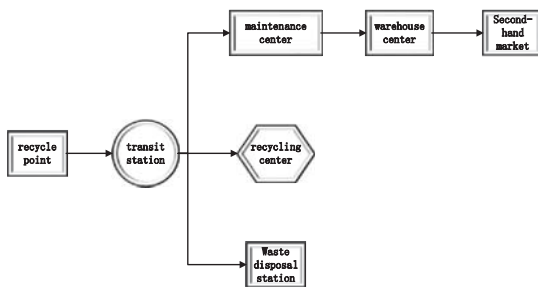 maintenance
center
warehouse
center
Second-
hand
market
recycle
point
transit
station
recycling
center
Waste
disposal
station